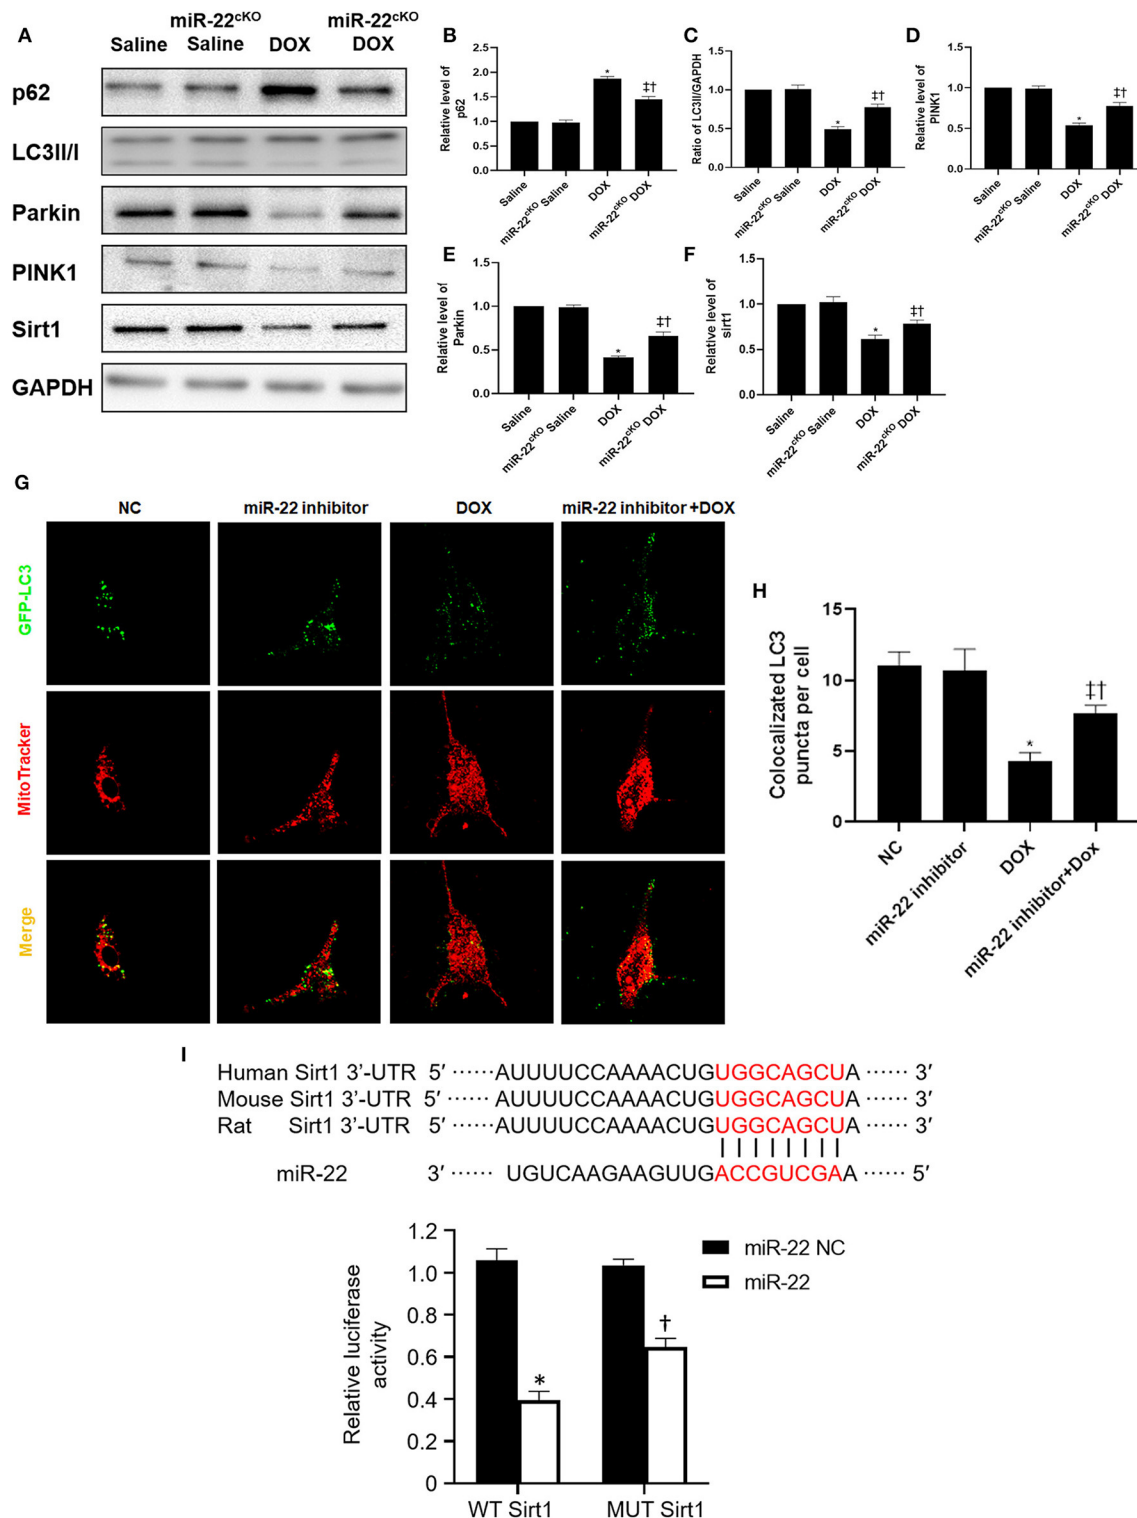 A
Saline
miR-22cKO
Saline
DOX
miR-22cKO
DOX
p62
LC3II/I
Parkin
PINK1
Sirt1
GAPDH
B
Relative level of
p62
2.5
2.0
1.5
1.0
0.5
0.0
Saline
miR-22cKO Saline
DOX
miR-22cKO DOX
*
‡†
C
Ratio of LC3II/GAPDH
1.5
1.0
0.5
0.0
Saline
miR-22cKO Saline
DOX
miR-22cKO DOX
*
‡†
D
Relative level of
PINK1
1.5
1.0
0.5
0.0
Saline
miR-22cKO Saline
DOX
miR-22cKO DOX
*
‡†
E
Relative level of
Parkin
1.5
1.0
0.5
0.0
Saline
miR-22cKO Saline
DOX
miR-22cKO DOX
*
‡†
F
Relative level of
sirt1
1.5
1.0
0.5
0.0
Saline
miR-22cKO Saline
DOX
miR-22cKO DOX
*
‡†
G
NC
miR-22 inhibitor
DOX
miR-22 inhibitor +DOX
GFP-LC3
MitoTracker
Merge
H
Colocalizated LC3
puncta per cell
15
10
5
0
NC
miR-22 inhibitor
DOX
miR-22 inhibitor+Dox
*
‡†
I
Human Sirt1 3′-UTR 5′ ······AUUUUCCAAAACUGUGGCAGCUA ······ 3′
Mouse Sirt1 3′-UTR 5′ ······AUUUUCCAAAACUGUGGCAGCUA ······ 3′
Rat Sirt1 3′-UTR 5′ ······AUUUUCCAAAACUGUGGCAGCUA ······ 3′
miR-22 3′ ······ UGUCAAGAAGUUGACCGUCGAA ······ 5′
Relative luciferase
activity
1.2
1.0
0.8
0.6
0.4
0.2
0
*
†
WT Sirt1
MUT Sirt1
miR-22 NC
miR-22